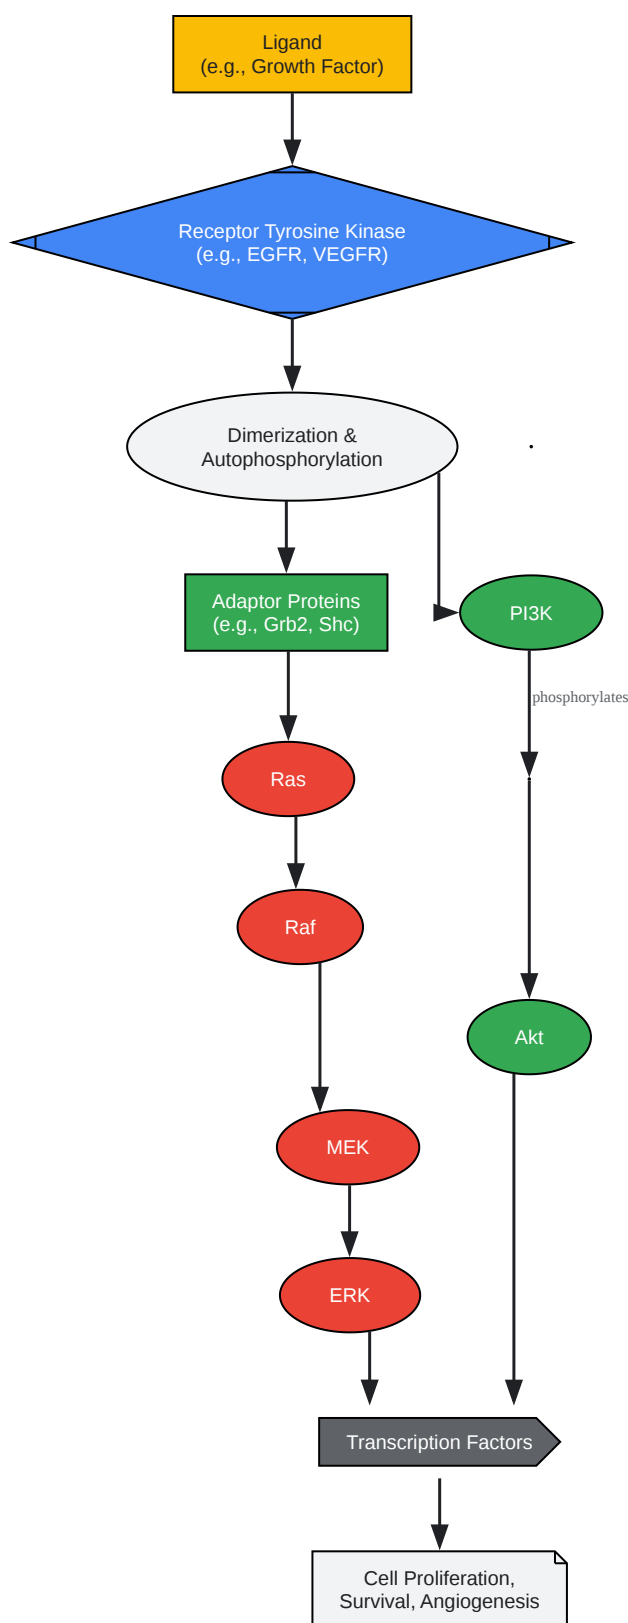 Ligand
(e.g., Growth Factor)
Receptor Tyrosine Kinase
(e.g., EGFR, VEGFR)
Dimerization &
Autophosphorylation
Adaptor Proteins
(e.g., Grb2, Shc)
PI3K
phosphorylates
Ras
Raf
Akt
MEK
ERK
Transcription Factors
Cell Proliferation,
Survival, Angiogenesis